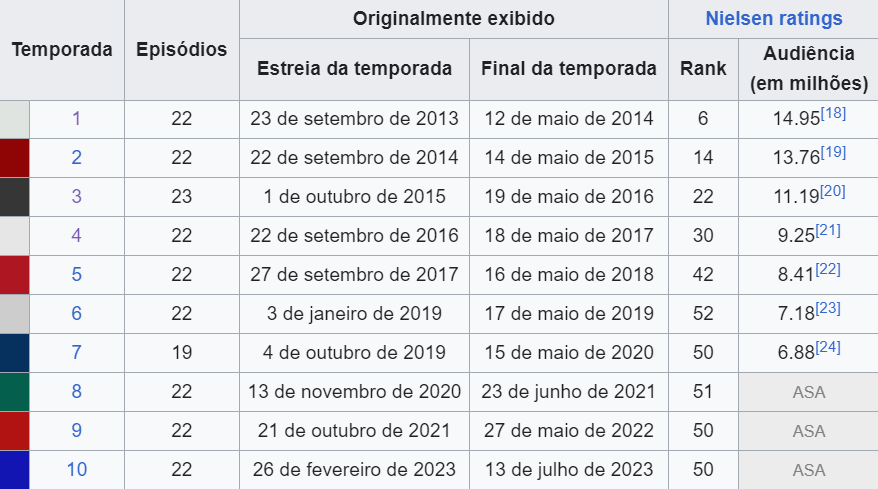 Temporada Episódios Originalmente exibido Nielsen ratings
Estreia da temporada Final da temporada Rank Audiência (em milhões)
1 22 23 de setembro de 2013 12 de maio de 2014 6 14.95[18]
2 22 22 de setembro de 2014 14 de maio de 2015 14 13.76[19]
3 23 1 de outubro de 2015 19 de maio de 2016 22 11.19[20]
4 22 22 de setembro de 2016 18 de maio de 2017 30 9.25[21]
5 22 27 de setembro de 2017 16 de maio de 2018 42 8.41[22]
6 22 3 de janeiro de 2019 17 de maio de 2019 52 7.18[23]
7 19 4 de outubro de 2019 15 de maio de 2020 50 6.88[24]
8 22 13 de novembro de 2020 23 de junho de 2021 51 ASA
9 22 21 de outubro de 2021 27 de maio de 2022 50 ASA
10 22 26 de fevereiro de 2023 13 de julho de 2023 50 ASA